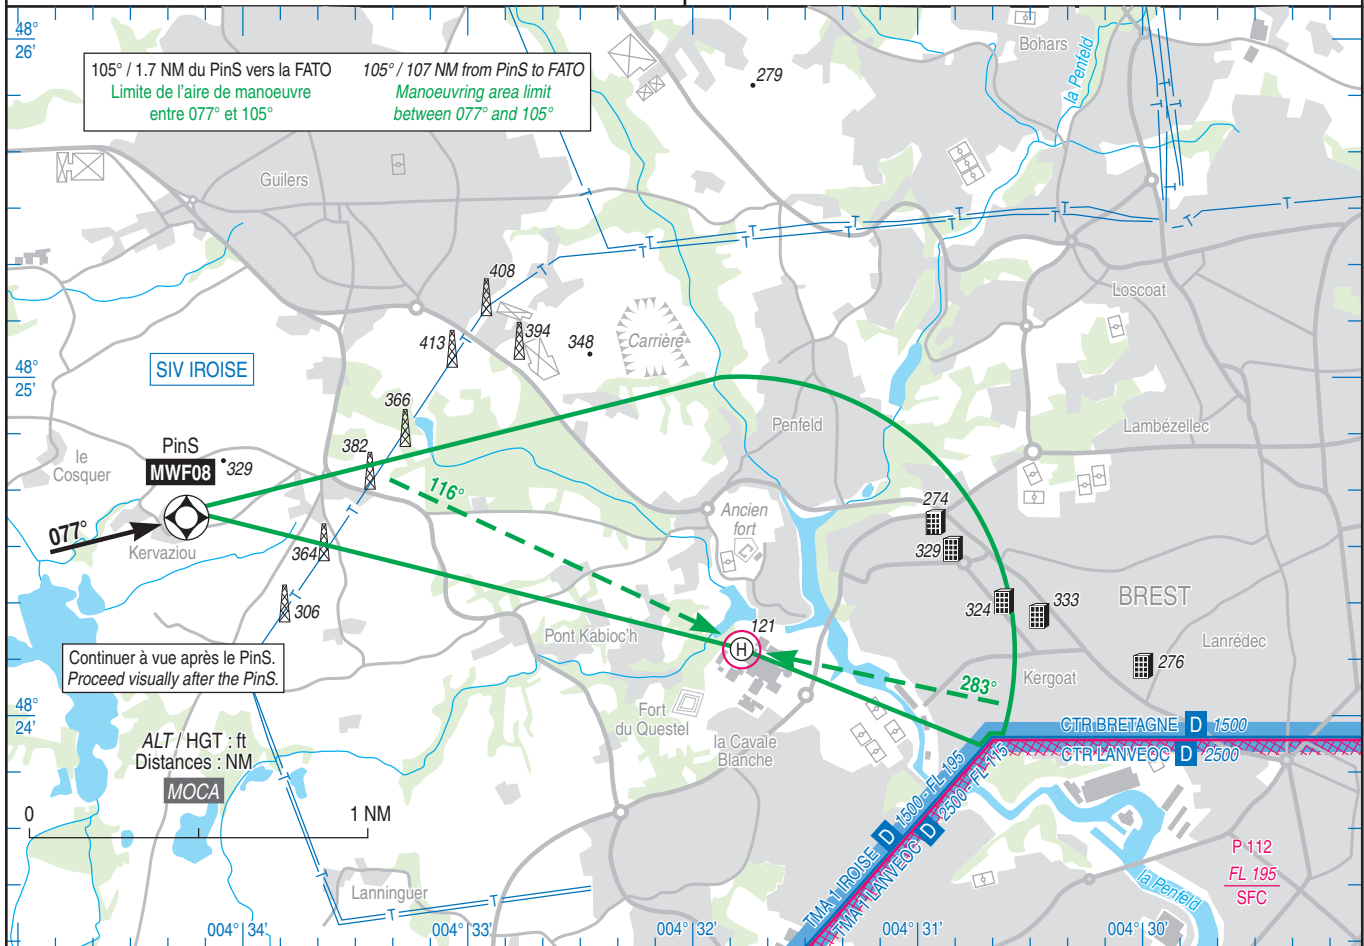 48°
26'
105° / 1.7 NM du PinS vers la FATO
Limite de l'aire de manoeuvre
entre 077° et 105°
105° / 107 NM from PinS to FATO
Manoeuvring area limit
between 077° and 105°
279
Bohars
la Penfeld
Guilers
T
T
T
T
T
T
T
T
T
T
T
T
T
T
408
394
413
348
Carrière
Loscoat
48°
25'
SIV IROISE
366
382
Penfeld
Lambézellec
le
Cosquer
PinS
MWF08
329
116°
077°
Kervaziou
T
T
T
364
306
Ancien
fort
274
329
324
333
BREST
Lanrédec
276
Pont Kabioc'h
121
H
283°
Kergoat
Continuer à vue après le PinS.
Proceed visually after the PinS.
Fort
du Questel
la Cavale
Blanche
48°
24'
CTR BRETAGNE D 1500
CTR LANVEOC D 2500
ALT / HGT : ft
Distances : NM
MOCA
0
1 NM
TMA 1 IROISE D 1500 - FL 195
TMA 1 LANVEOC D 2500 - FL 115
P 112
FL 195
SFC
la Penfeld
Lanninguer
T
T
T
004° 34'
004° 33'
004° 32'
004° 31'
004° 30'